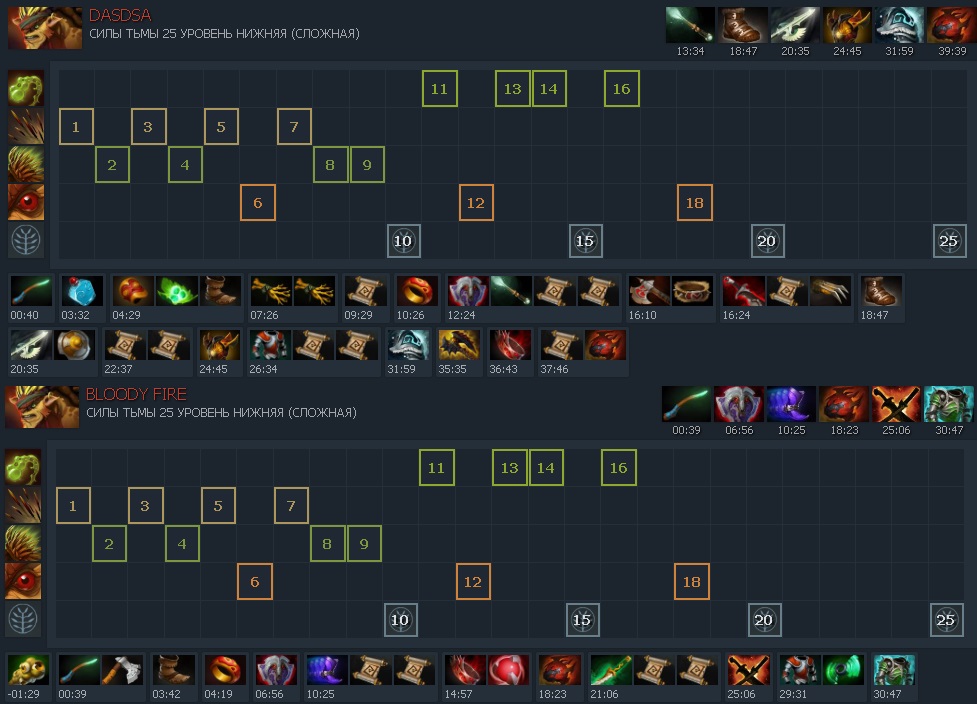 DASDSA
СИЛЫ ТЬМЫ 25 УРОВЕНЬ НИЖНЯЯ (СЛОЖНАЯ)
13:34 18:47 20:35 24:45 31:59 39:39
11 13 14 16
1 3 5 7
2 4 8 9
6 12 18
10 15 20 25
00:40 03:32 04:29 07:26 09:29 10:26 12:24 16:10 16:24 18:47
20:35 22:37 24:45 26:34 31:59 35:35 36:43 37:46
BLOODY FIRE
СИЛЫ ТЬМЫ 25 УРОВЕНЬ НИЖНЯЯ (СЛОЖНАЯ)
00:39 06:56 10:25 18:23 25:06 30:47
11 13 14 16
1 3 5 7
2 4 8 9
6 12 18
10 15 20 25
-01:29 00:39 03:42 04:19 06:56 10:25 14:57 18:23 21:06 25:06 29:31 30:47